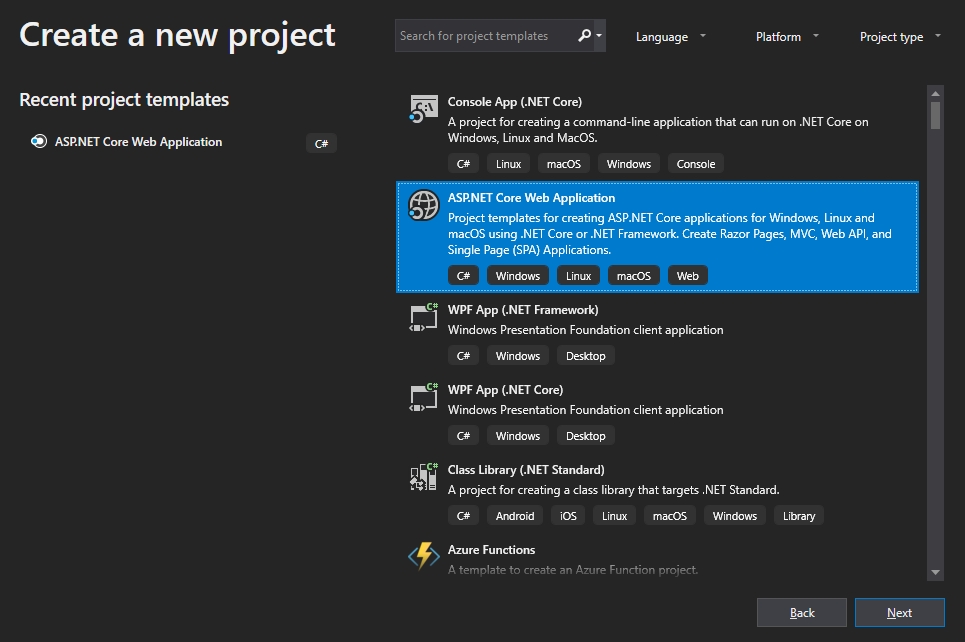 Create a new project
Search for project templates
Language
Platform
Project type
Recent project templates
ASP.NET Core Web Application
C#
Console App (.NET Core)
A project for creating a command-line application that can run on .NET Core on
Windows, Linux and MacOS.
C# Linux macOS Windows Console
ASP.NET Core Web Application
Project templates for creating ASP.NET Core applications for Windows, Linux and
macOS using .NET Core or .NET Framework. Create Razor Pages, MVC, Web API, and
Single Page (SPA) Applications.
C# Windows Linux macOS Web
C#
WPF App (.NET Framework)
Windows Presentation Foundation client application
C# Windows Desktop
C#
WPF App (.NET Core)
Windows Presentation Foundation client application
C# Windows Desktop
C#
Class Library (.NET Standard)
A project for creating a class library that targets .NET Standard.
C# Android iOS Linux macOS Windows Library
Azure Functions
A template to create an Azure Function project.
Back
Next